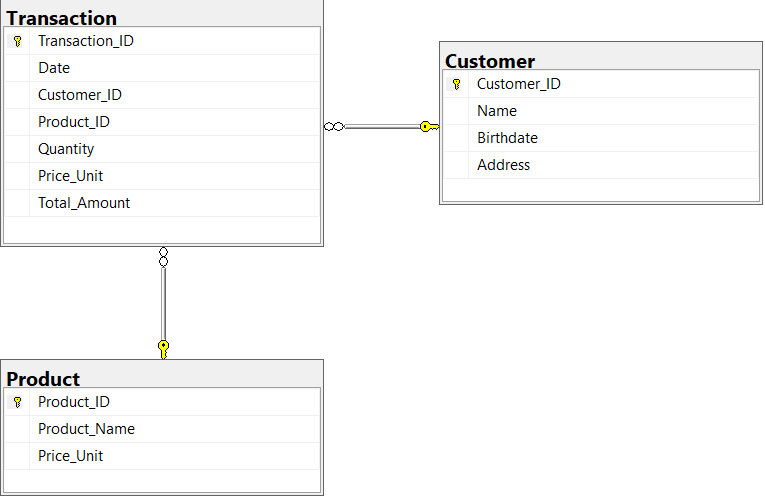 Transaction
Transaction_ID
Date
Customer_ID
Product_ID
Quantity
Price_Unit
Total_Amount
Customer
Customer_ID
Name
Birthdate
Address
Product
Product_ID
Product_Name
Price_Unit